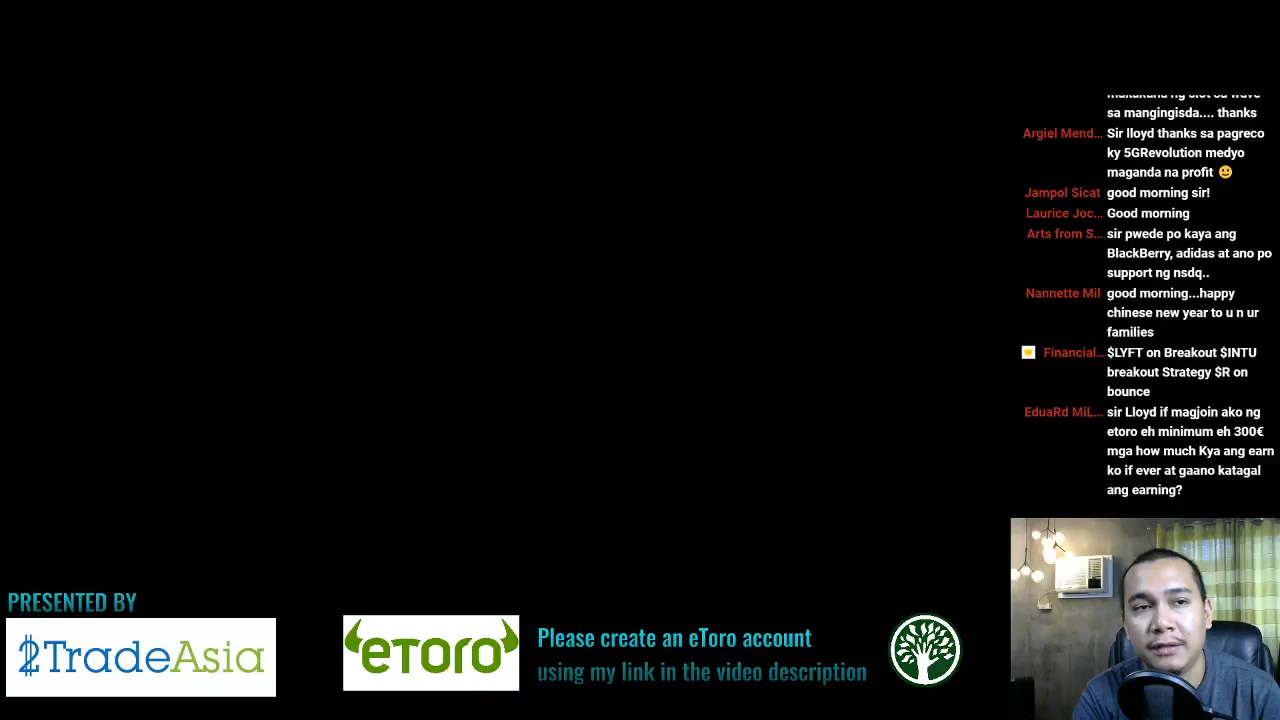 sa mangingisda.... thanks
Argiel Mend... Sir lloyd thanks sa pagreco
ky 5GRevolution medyo
maganda na profit 🙂
Jampol Sicat good morning sir!
Laurice Joc... Good morning
Arts from S... sir pwede po kaya ang
BlackBerry, adidas at ano po
support ng nsdq..
Nannette Mil good morning...happy
chinese new year to u n ur
families
Financial... $LYFT on Breakout $INTU
breakout Strategy $R on
bounce
EduaRd MiL... sir Lloyd if magjoin ako ng
etoro eh minimum eh 300€
mga how much Kya ang earn
ko if ever at gaano katagal
ang earning?
PRESENTED BY
2TradeAsia
eTORO
Please create an eToro account
using my link in the video description